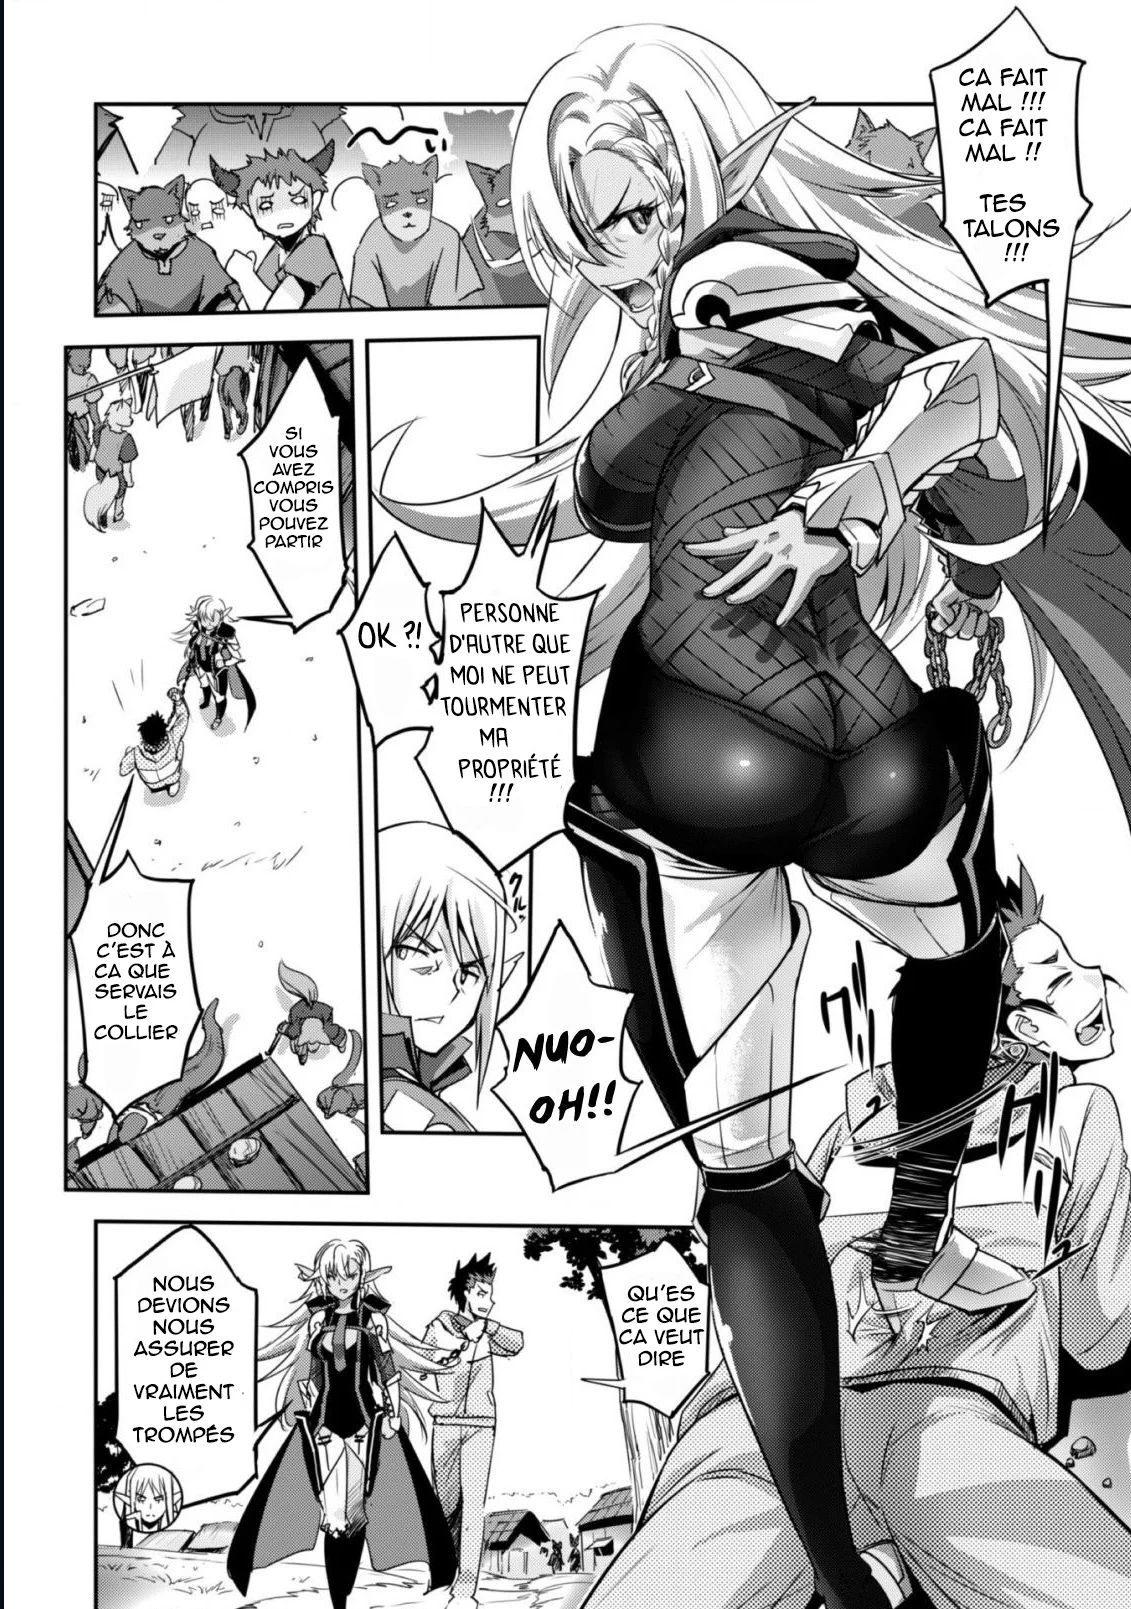 CA FAIT
MAL !!!
CA FAIT
MAL !!
TES
TALONS
!!!
PERSONNE
D'AUTRE QUE
MOI NE PEUT
TOURMENTER
MA
PROPRIÉTÉ
!!!
OK ?!
SI
VOUS
AVEZ
COMPRIS
VOUS
POUVEZ
PARTIR
DONC
C'EST À
CA QUE
SERVAIS
LE
COLLIER
NUO-
OH!!
QU'ES
CE QUE
CA VEUT
DIRE
NOUS
DEVIONS
NOUS
ASSURER
DE
VRAIMENT
LES
TROMPÉS